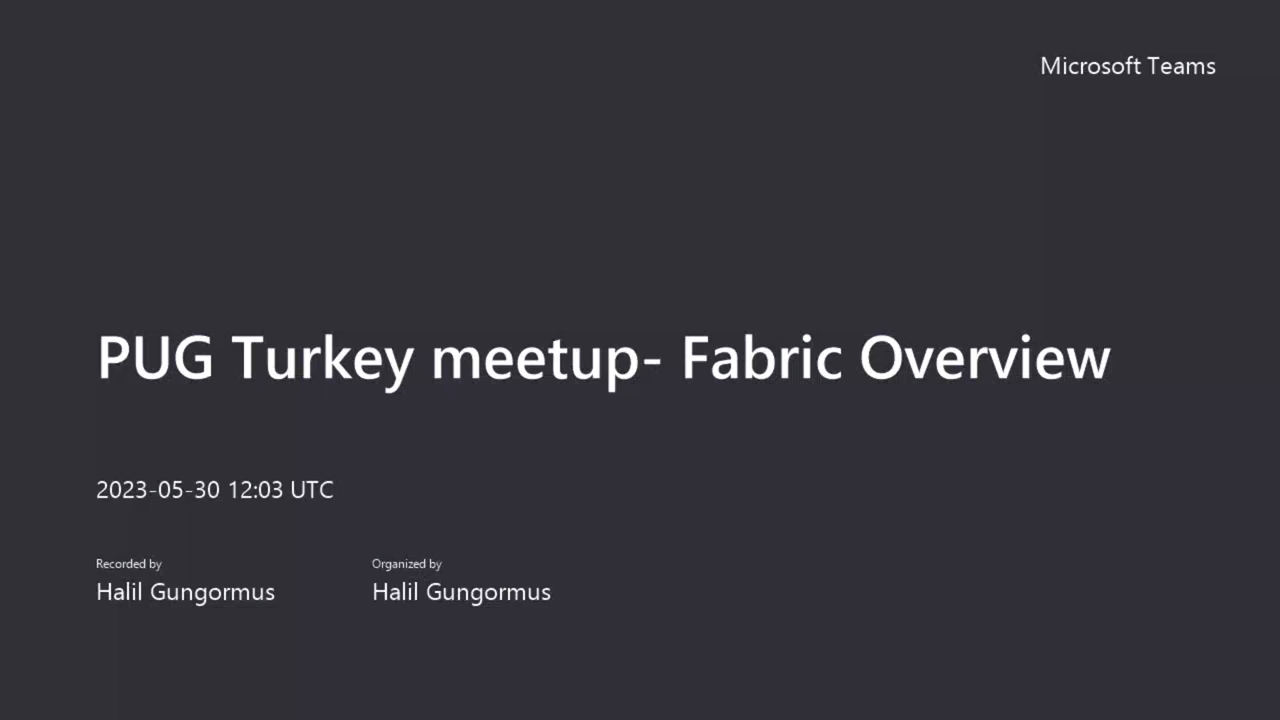 Microsoft Teams
PUG Turkey meetup- Fabric Overview
2023-05-30 12:03 UTC
Recorded by
Halil Gungormus
Organized by
Halil Gungormus